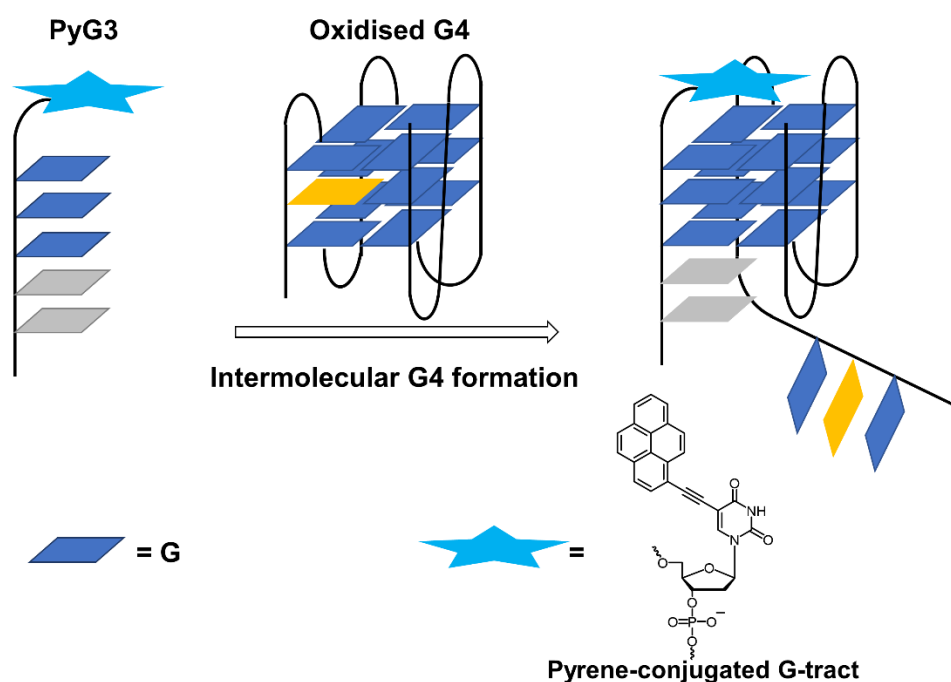 PyG3
Oxidised G4
Intermolecular G4 formation
= G
=
O
NH
N
O
O
O
O
O=P-O−
O
Pyrene-conjugated G-tract